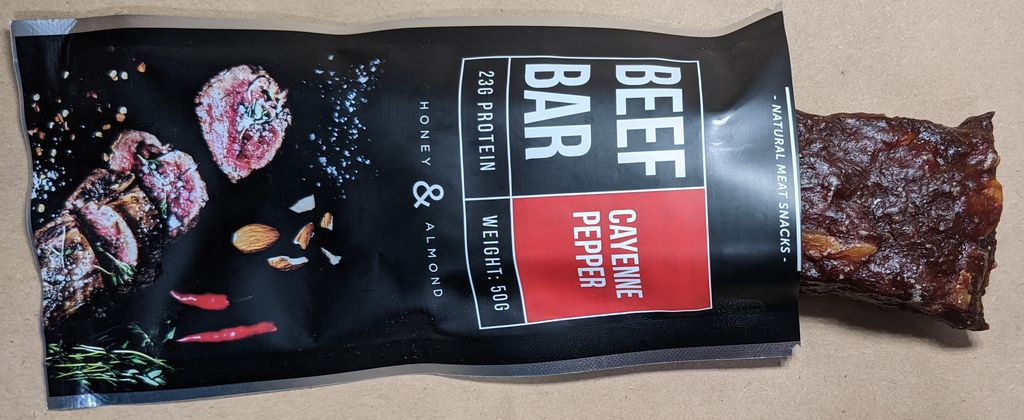 - NATURAL MEAT SNACKS -
BEEF
BAR
CAYENNE
PEPPER
23G PROTEIN
WEIGHT: 50G
HONEY & ALMOND